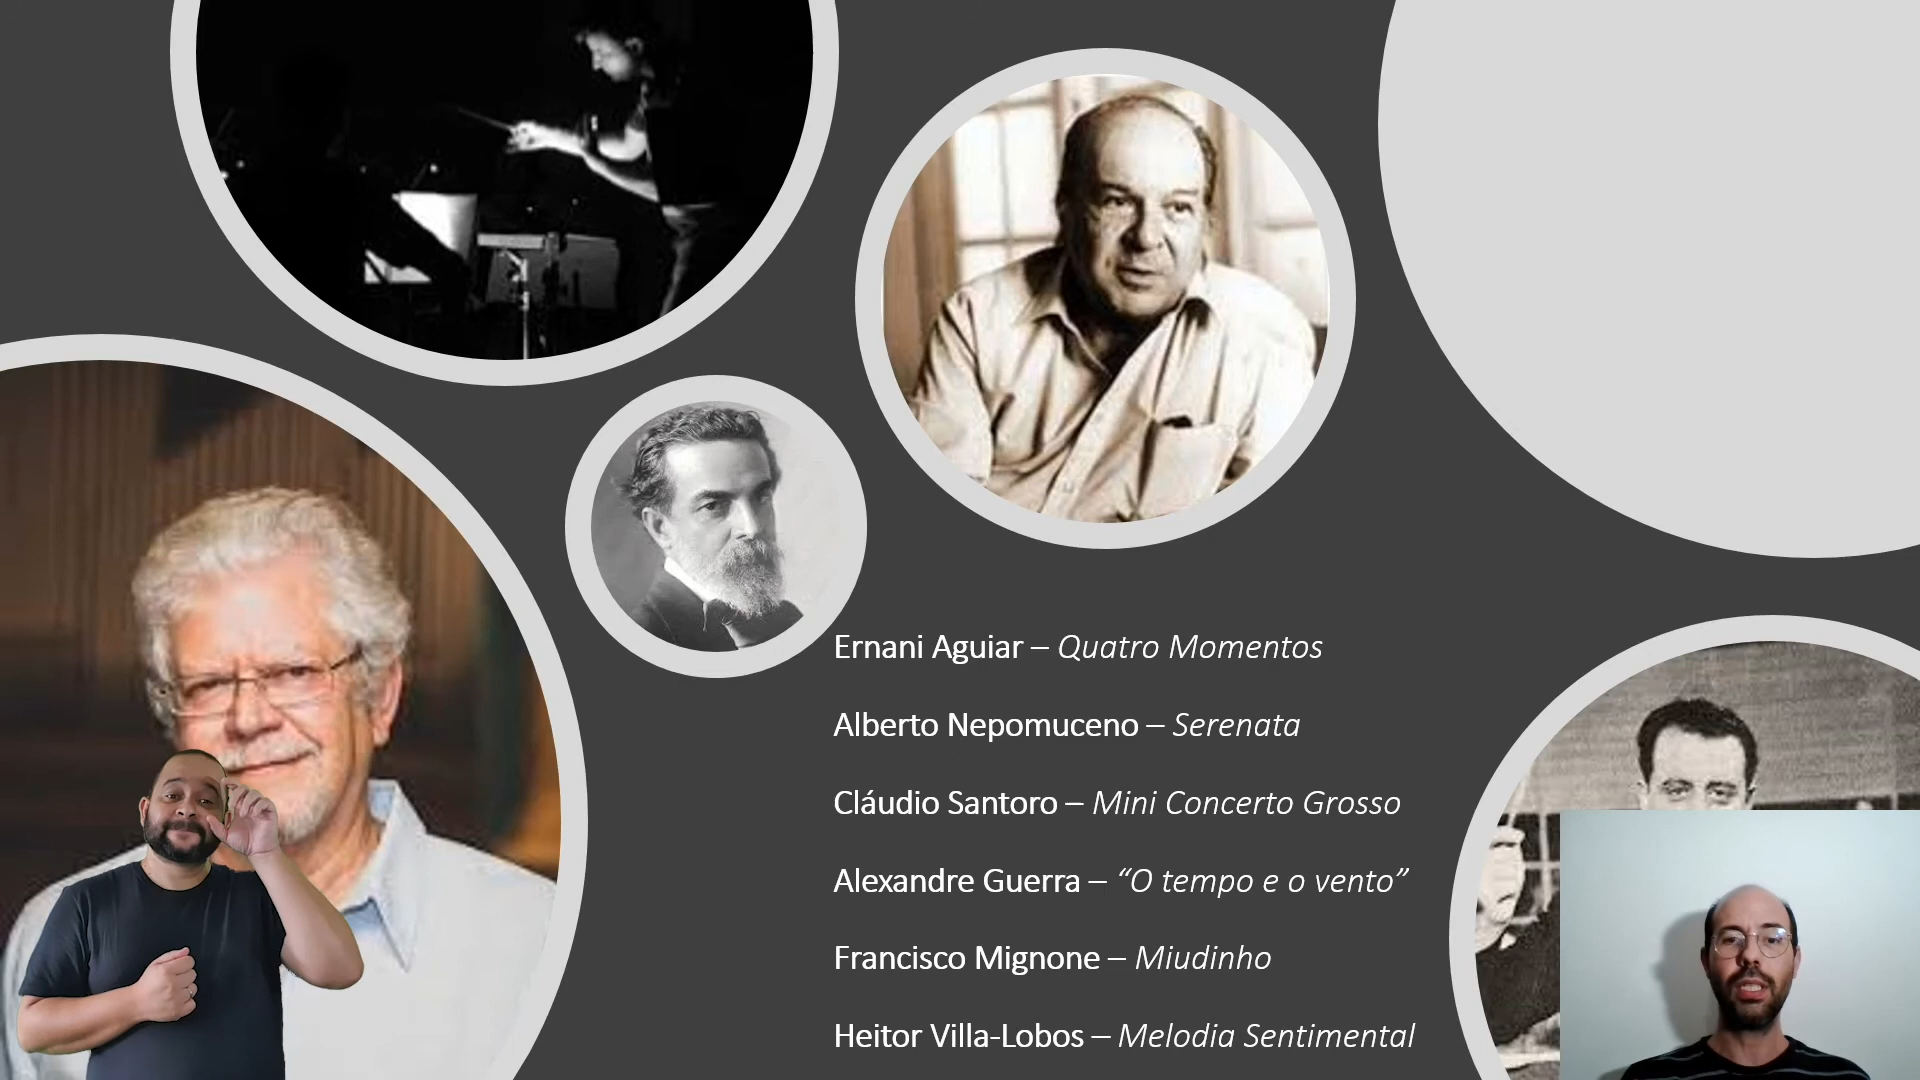 Ernani Aguiar – Quatro Momentos
Alberto Nepomuceno – Serenata
Cláudio Santoro – Mini Concerto Grosso
Alexandre Guerra – “O tempo e o vento”
Francisco Mignone – Miudinho
Heitor Villa-Lobos – Melodia Sentimental